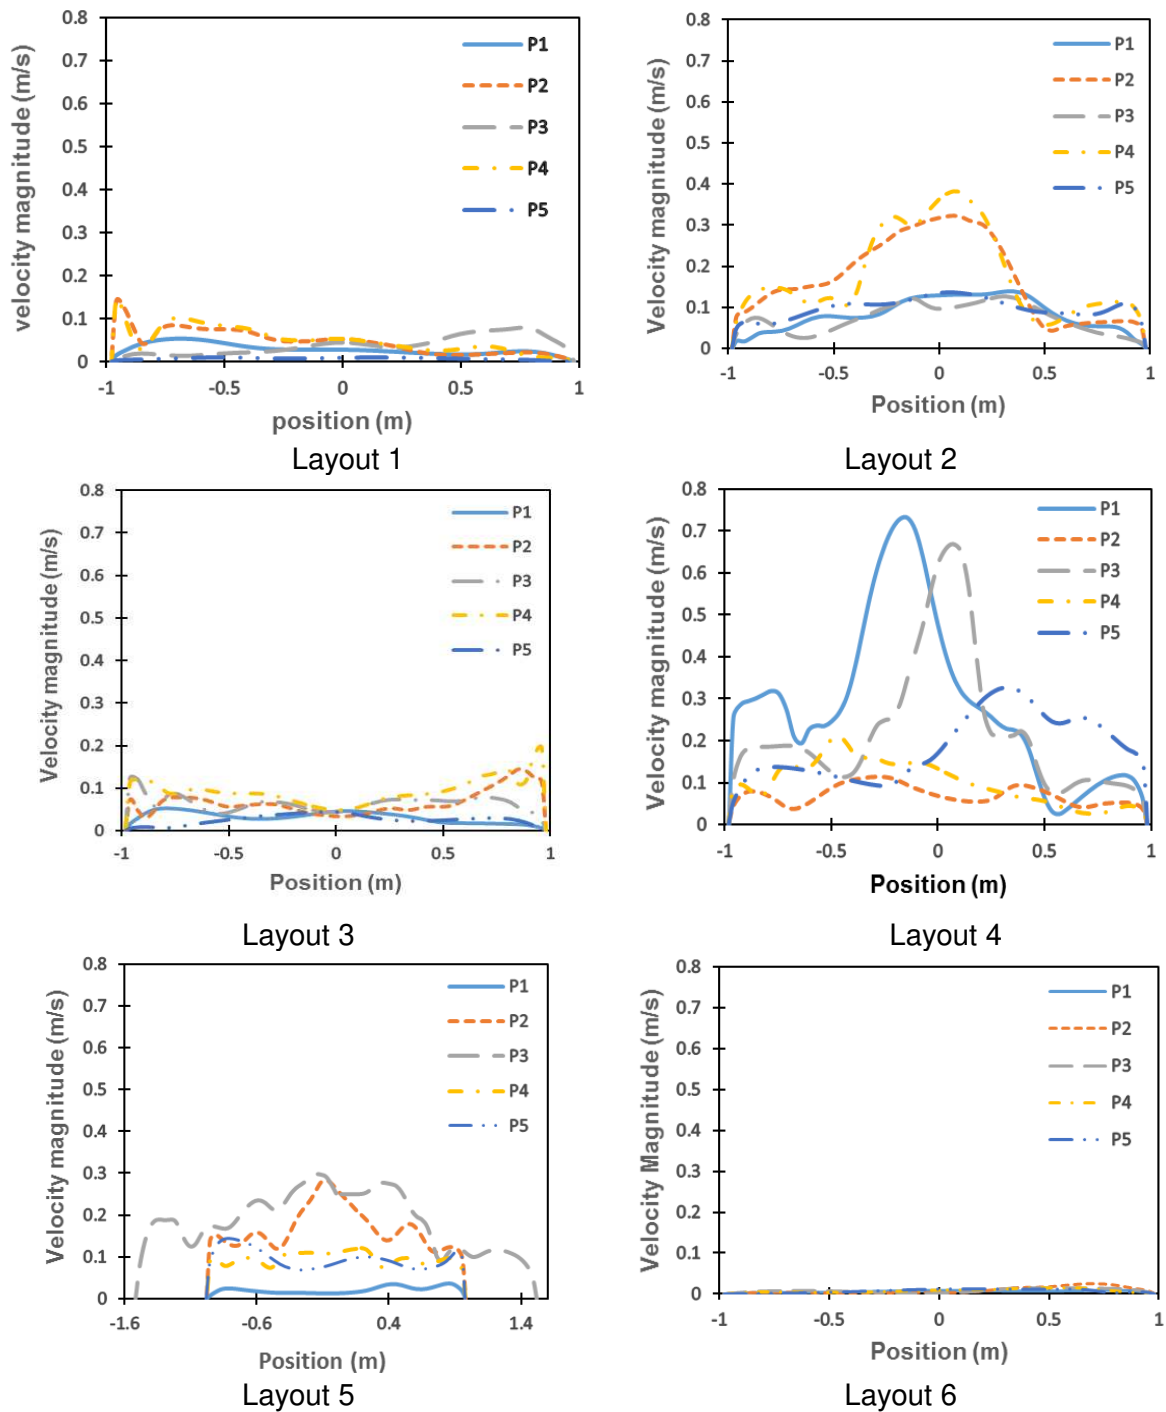 velocity magnitude (m/s)
0.8
0.7
0.6
0.5
0.4
0.3
0.2
0.1
0
P1
P2
P3
P4
P5
-1 -0.5 0 0.5 1
position (m)
Layout 1
Velocity magnitude (m/s)
0.8
0.7
0.6
0.5
0.4
0.3
0.2
0.1
0
P1
P2
P3
P4
P5
-1 -0.5 0 0.5 1
Position (m)
Layout 2
Velocity magnitude (m/s)
0.8
0.7
0.6
0.5
0.4
0.3
0.2
0.1
0
P1
P2
P3
P4
P5
-1 -0.5 0 0.5 1
Position (m)
Layout 3
Velocity magnitude (m/s)
0.8
0.7
0.6
0.5
0.4
0.3
0.2
0.1
0
P1
P2
P3
P4
P5
-1 -0.5 0 0.5 1
Position (m)
Layout 4
Velocity magnitude (m/s)
0.8
0.7
0.6
0.5
0.4
0.3
0.2
0.1
0
P1
P2
P3
P4
P5
-1.6 -0.6 0.4 1.4
Position (m)
Layout 5
Velocity Magnitude (m/s)
0.8
0.7
0.6
0.5
0.4
0.3
0.2
0.1
0
P1
P2
P3
P4
P5
-1 -0.5 0 0.5 1
Position (m)
Layout 6